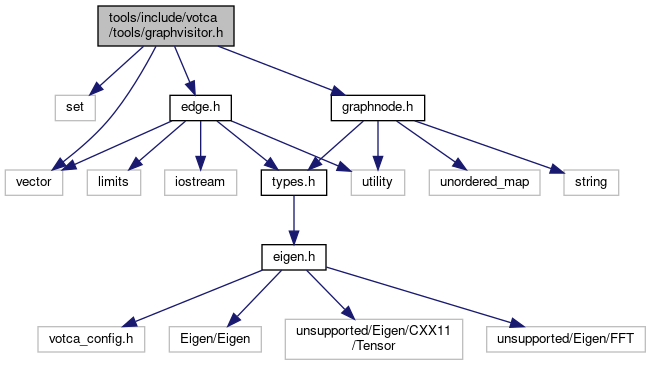 tools/include/votca
/tools/graphvisitor.h
set
edge.h
graphnode.h
vector
limits
iostream
types.h
utility
unordered_map
string
eigen.h
votca_config.h
Eigen/Eigen
unsupported/Eigen/CXX11
/Tensor
unsupported/Eigen/FFT